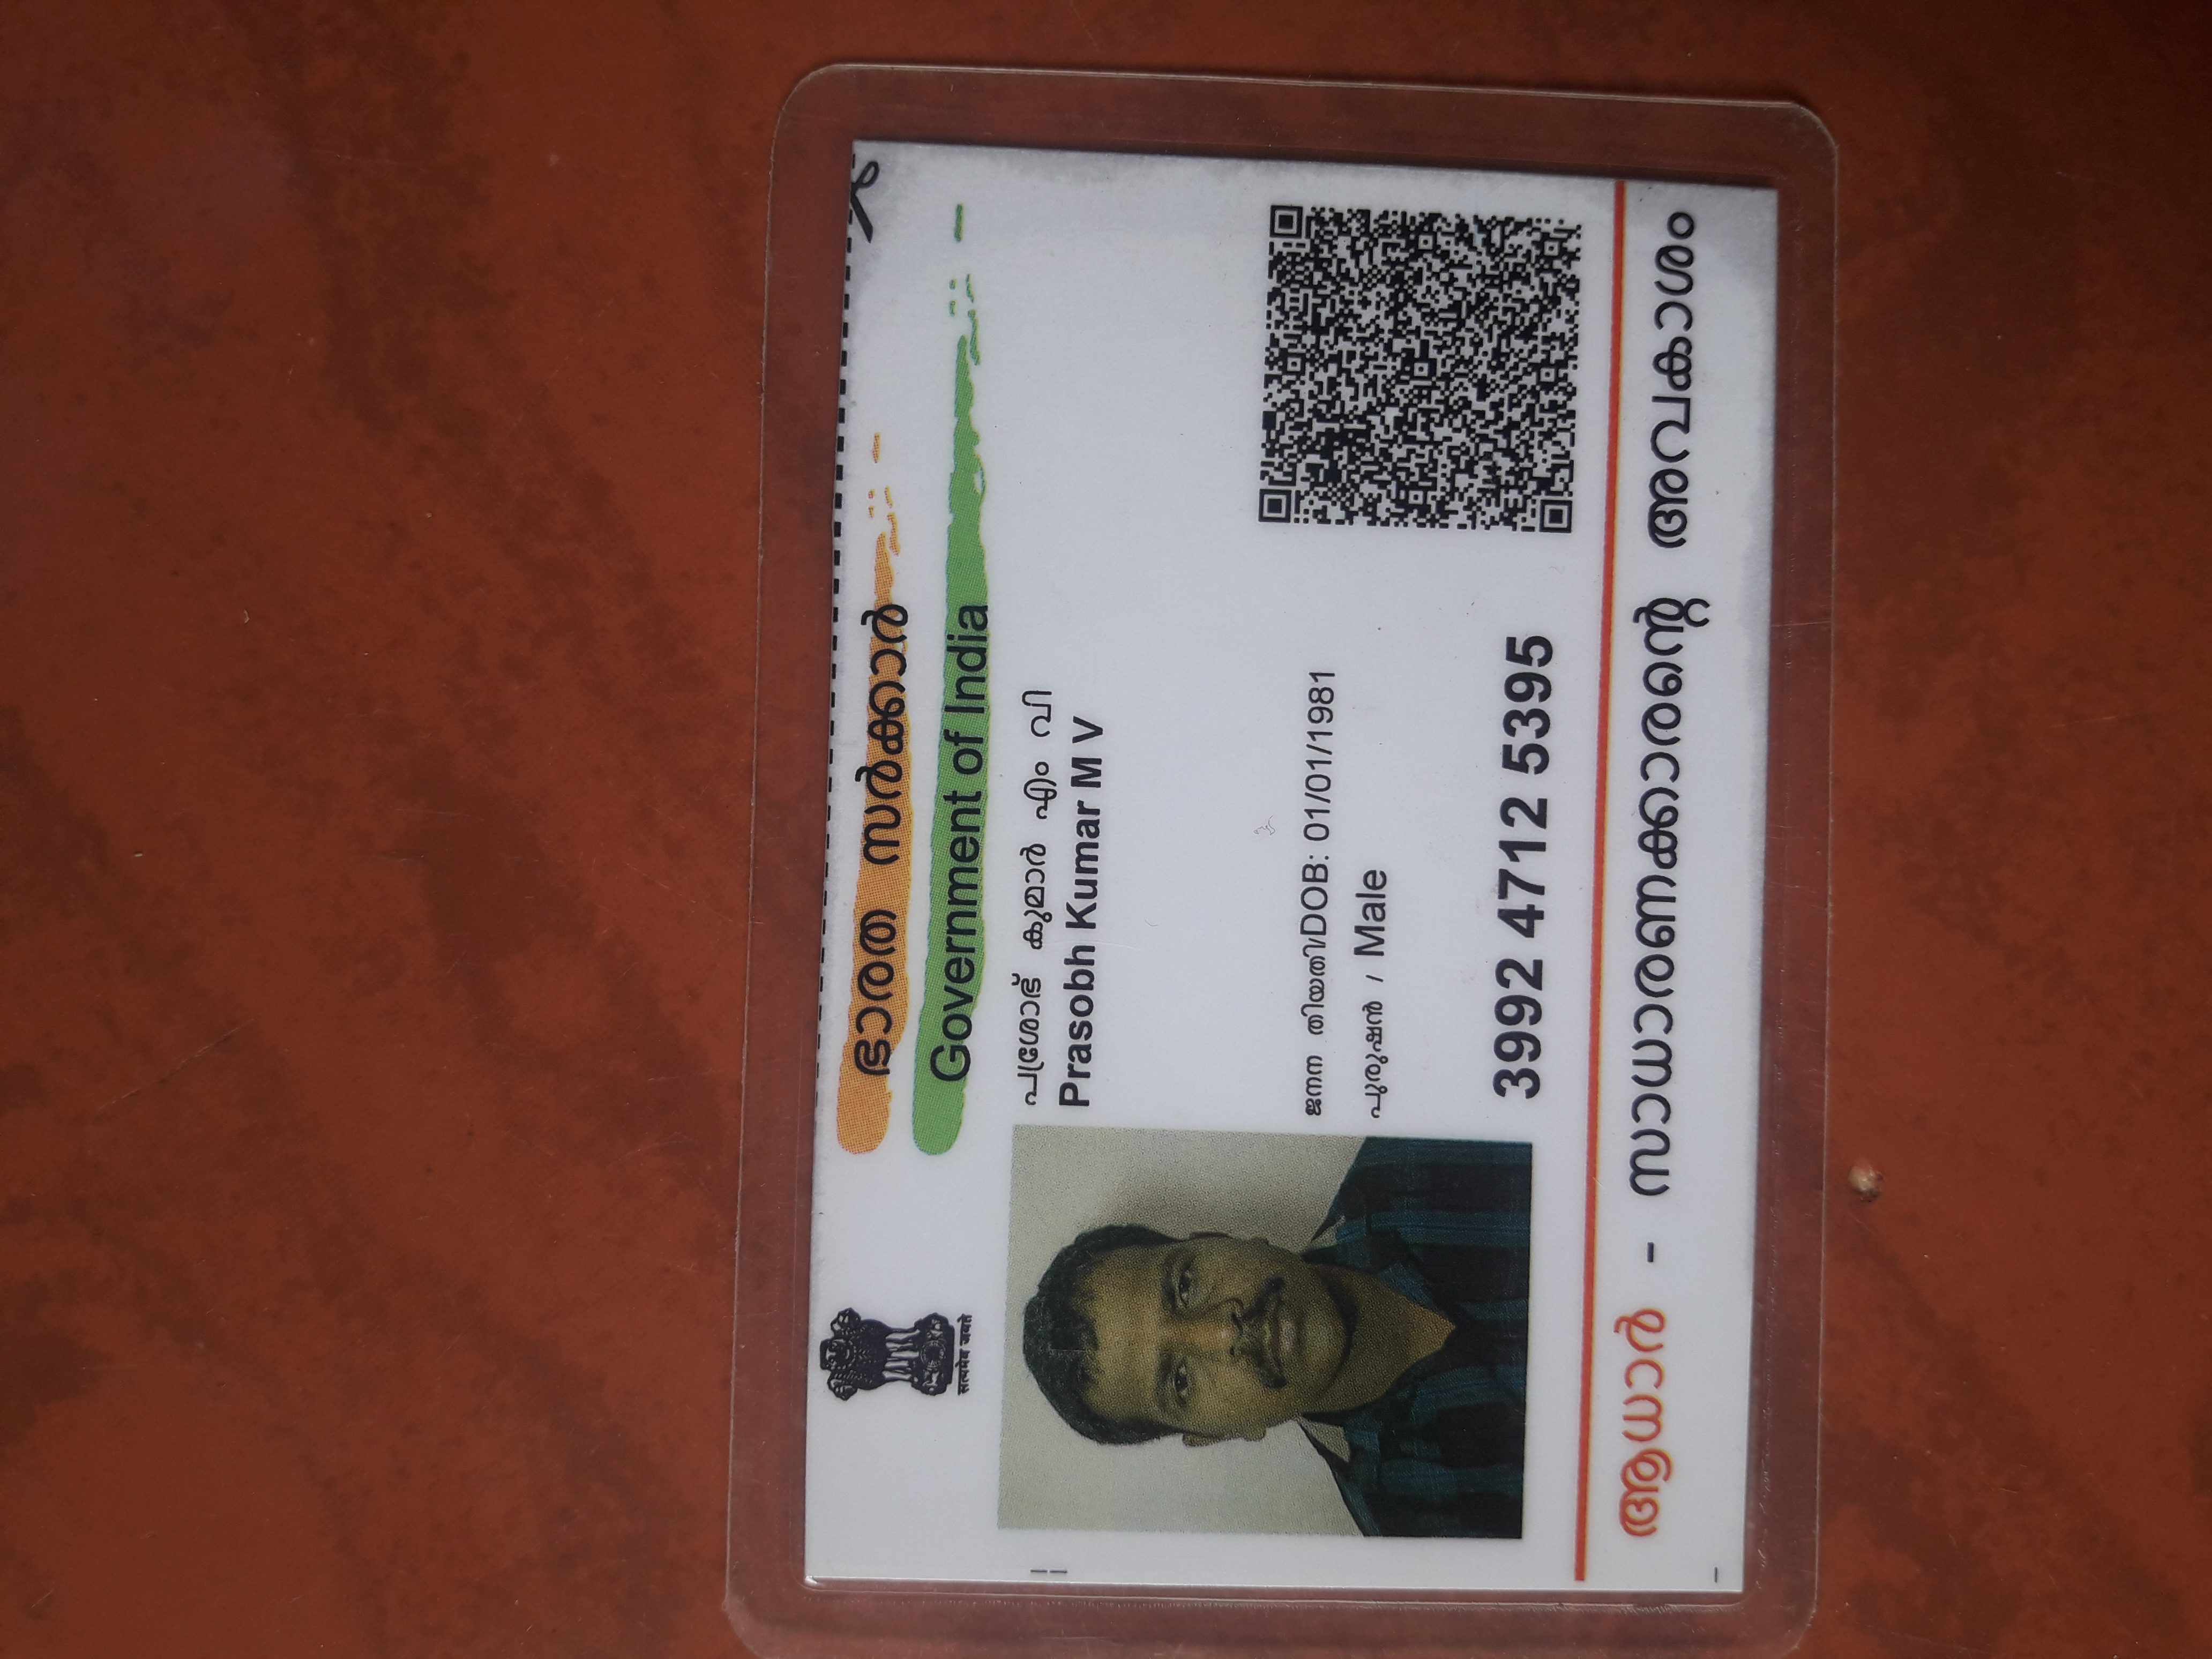 ഭാരത സർക്കാർ
Government of India
सत्यमेव जयते
പ്രശോഭ് കുമാർ എം വി
Prasobh Kumar M V
ജനന തിയതി/DOB: 01/01/1981
പുരുഷൻ / Male
3992 4712 5395
ആധാർ - സാധാരണക്കാരന്റെ അവകാശം